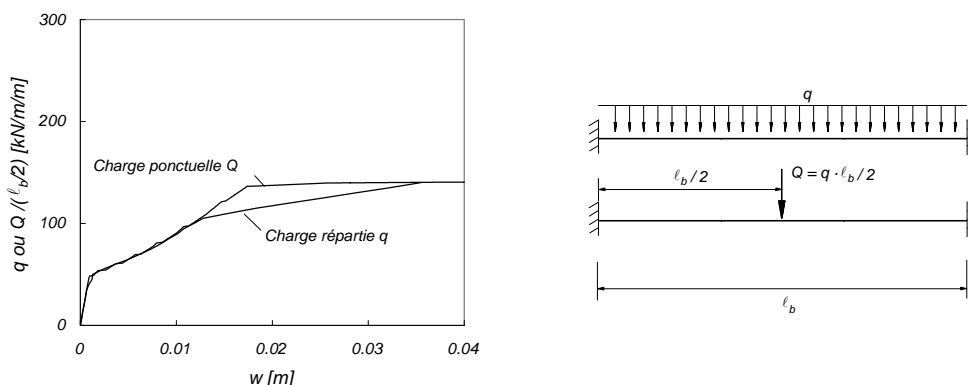 q ou Q /(ℓb/2) [kN/m/m]
300
200
100
0
Charge ponctuelle Q
Charge répartie q
0
0.01
0.02
0.03
0.04
w [m]
q
ℓb/2
Q = q · ℓb/2
ℓb